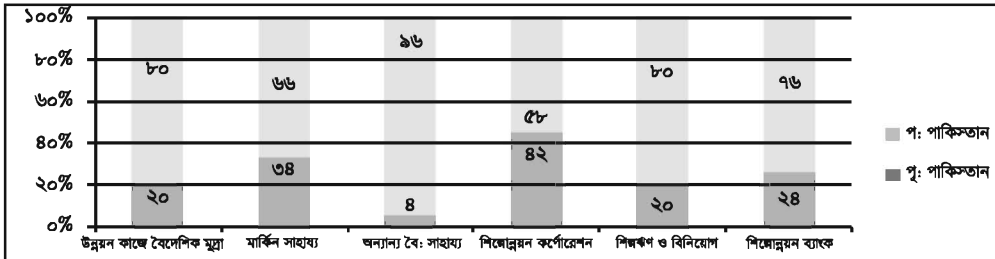 ১০০%
৮০%
৬০%
৪০%
২০%
০%
৮০
৬৬
৯৬
৫৮
৮০
৭৬
২০
৩৪
৪
৪২
২০
২৪
উন্নয়ন কাজে বৈদেশিক মুদ্রা
মার্কিন সাহায্য
অন্যান্য বৈ: সাহায্য
শিল্পোন্নয়ন কর্পোরেশন
শিল্পঋণ ও বিনিয়োগ
শিল্পোন্নয়ন ব্যাংক
প: পাকিস্তান
পূ: পাকিস্তান